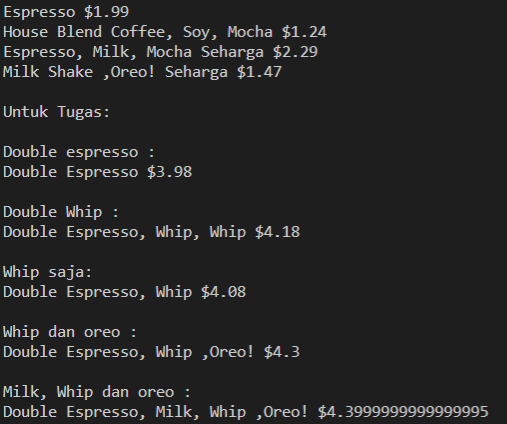 Espresso $1.99
House Blend Coffee, Soy, Mocha $1.24
Espresso, Milk, Mocha Seharga $2.29
Milk Shake ,Oreo! Seharga $1.47
Untuk Tugas:
Double espresso :
Double Espresso $3.98
Double Whip :
Double Espresso, Whip, Whip $4.18
Whip saja:
Double Espresso, Whip $4.08
Whip dan oreo :
Double Espresso, Whip ,Oreo! $4.3
Milk, Whip dan oreo :
Double Espresso, Milk, Whip ,Oreo! $4.3999999999999995